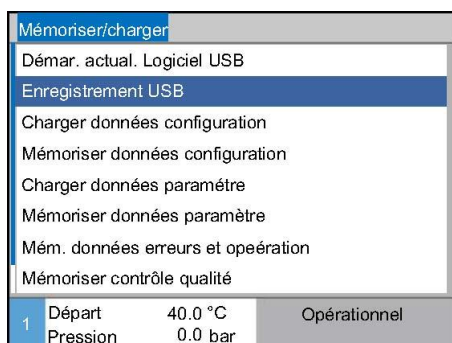 Mémoriser/charger
Démar. actual. Logiciel USB
Enregistrement USB
Charger données configuration
Mémoriser données configuration
Charger données paramétre
Mémoriser données paramètre
Mém. données erreurs et opeération
Mémoriser contrôle qualité
1 Départ 40.0 °C Opérationnel
Pression 0.0 bar